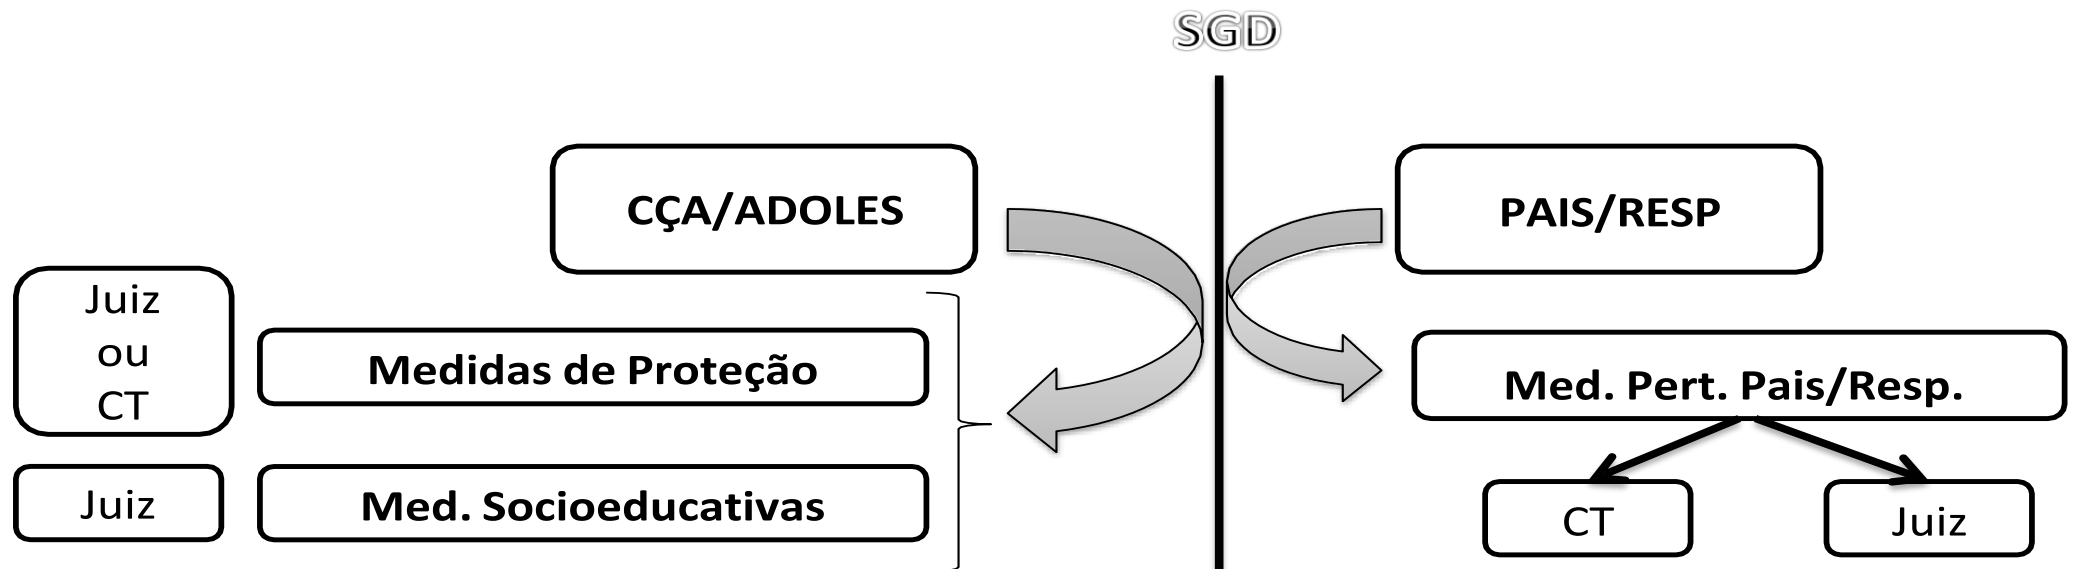 SGD
CÇA/ADOLES
PAIS/RESP
Juiz
ou
CT
Medidas de Proteção
Med. Pert. Pais/Resp.
Juiz
Med. Socioeducativas
CT
Juiz